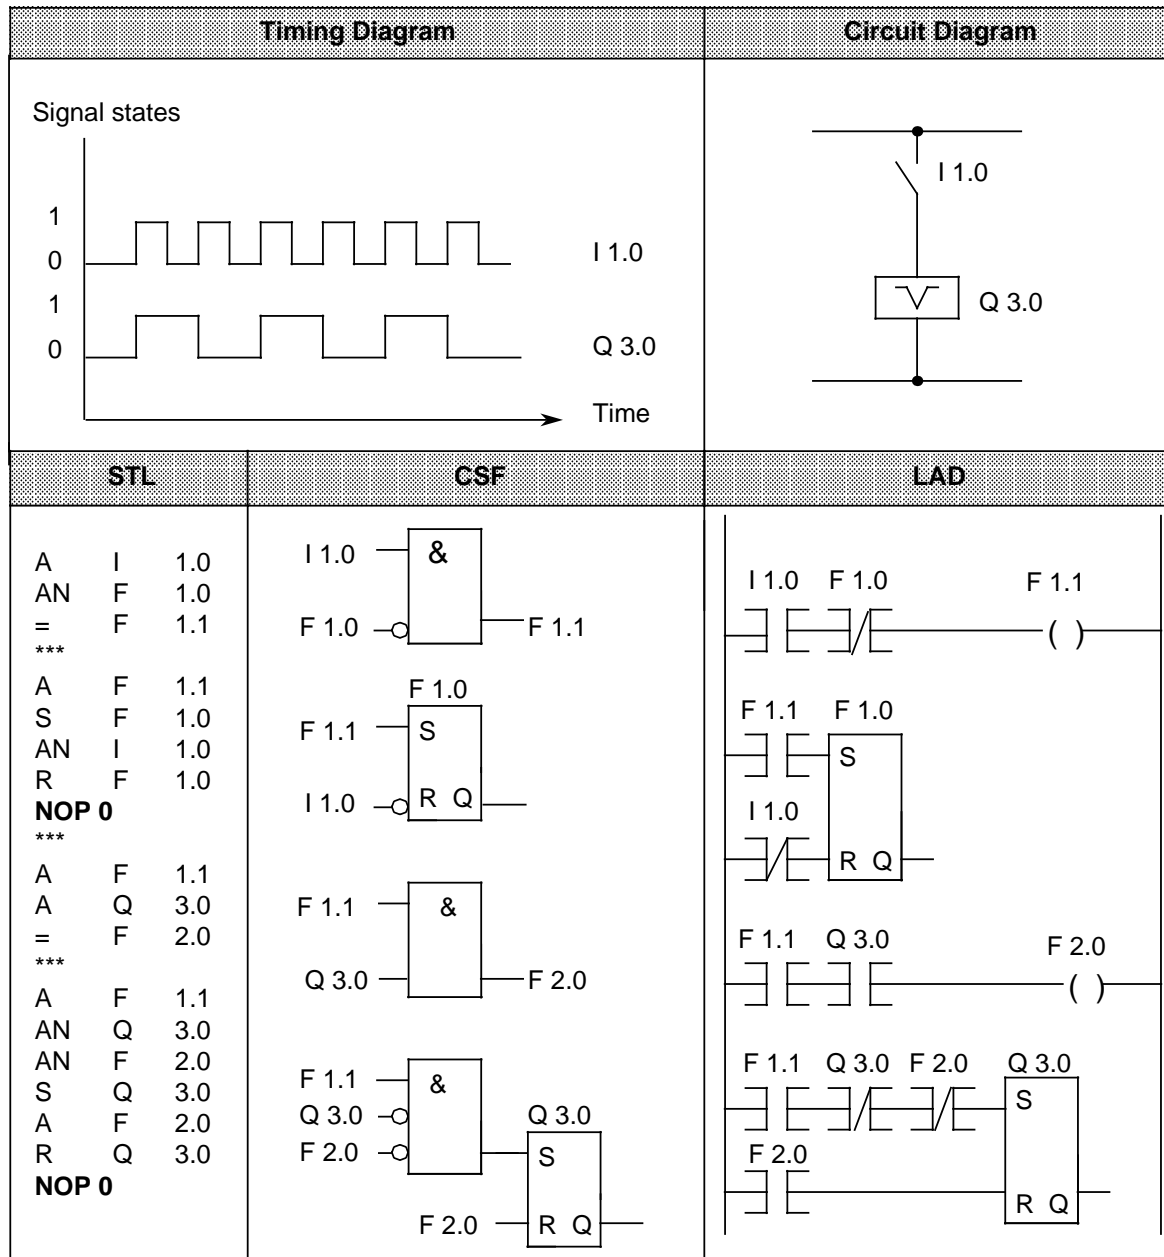 Timing Diagram
Circuit Diagram
Signal states
1
0
I 1.0
1
0
Q 3.0
Time
I 1.0
Q 3.0
STL
CSF
LAD
A I 1.0
AN F 1.0
= F 1.1
***
A F 1.1
S F 1.0
AN I 1.0
R F 1.0
NOP 0
***
A F 1.1
A Q 3.0
= F 2.0
***
A F 1.1
AN Q 3.0
AN F 2.0
S Q 3.0
A F 2.0
R Q 3.0
NOP 0
I 1.0 &
F 1.0 F 1.1
F 1.0
F 1.1 S
I 1.0 R Q
F 1.1 &
Q 3.0 F 2.0
F 1.1 &
Q 3.0 Q 3.0
F 2.0 S
F 2.0 R Q
I 1.0 F 1.0 F 1.1
( )
F 1.1 F 1.0
S
I 1.0
R Q
F 1.1 Q 3.0 F 2.0
( )
F 1.1 Q 3.0 F 2.0 Q 3.0
S
F 2.0
R Q